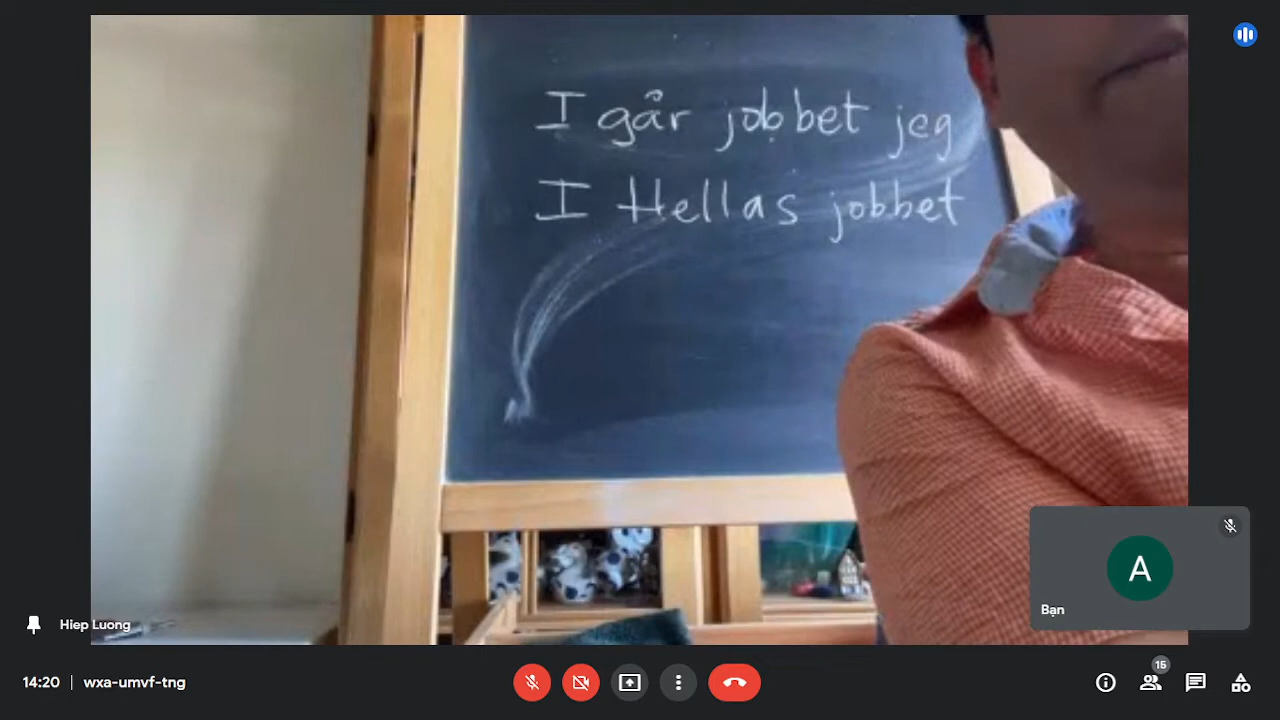 I går jobbet jeg
I Hellas jobbet
A
Bạn
Hiep Luong
14:20 | wxa-umvf-tng
15